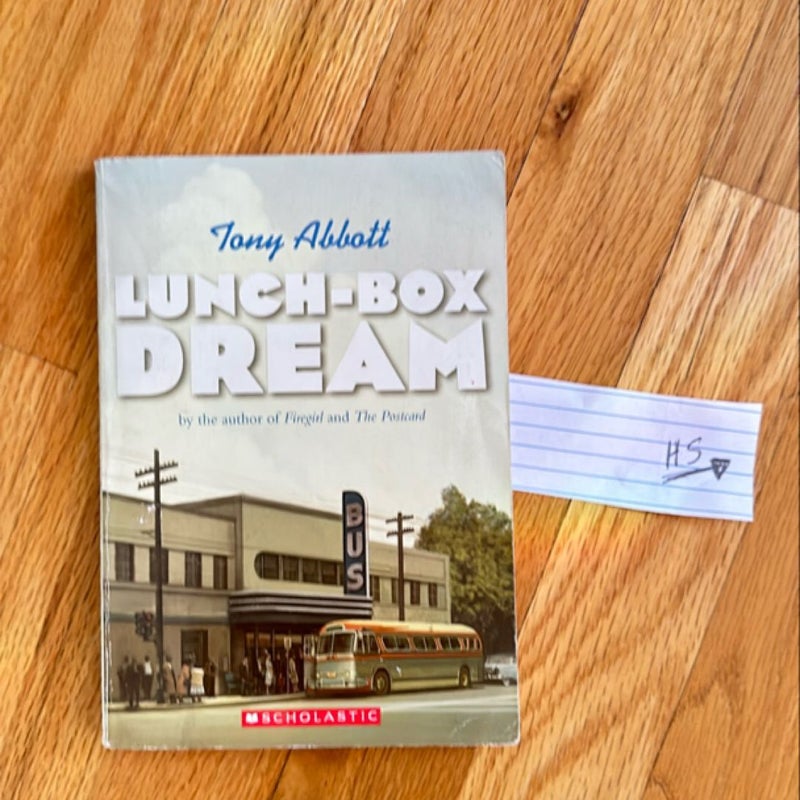 Tony Abbott
LUNCH-BOX
DREAM
by the author of Firegirl and The Postcard
BUS
SCHOLASTIC
HS